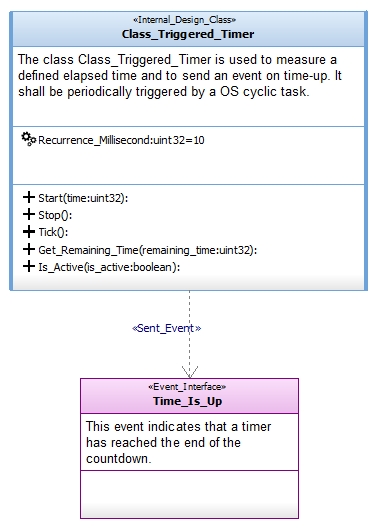 «Internal_Design_Class»
Class_Triggered_Timer
The class Class_Triggered_Timer is used to measure a
defined elapsed time and to send an event on time-up. It
shall be periodically triggered by a OS cyclic task.
Recurrence_Millissecond:uint32=10
Start(time:uint32):
Stop():
Tick():
Get_Remaining_Time(remaining_time:uint32):
Is_Active(is_active:boolean):
«Sent_Event»
«Event_Interface»
Time_Is_Up
This event indicates that a timer
has reached the end of the
countdown.